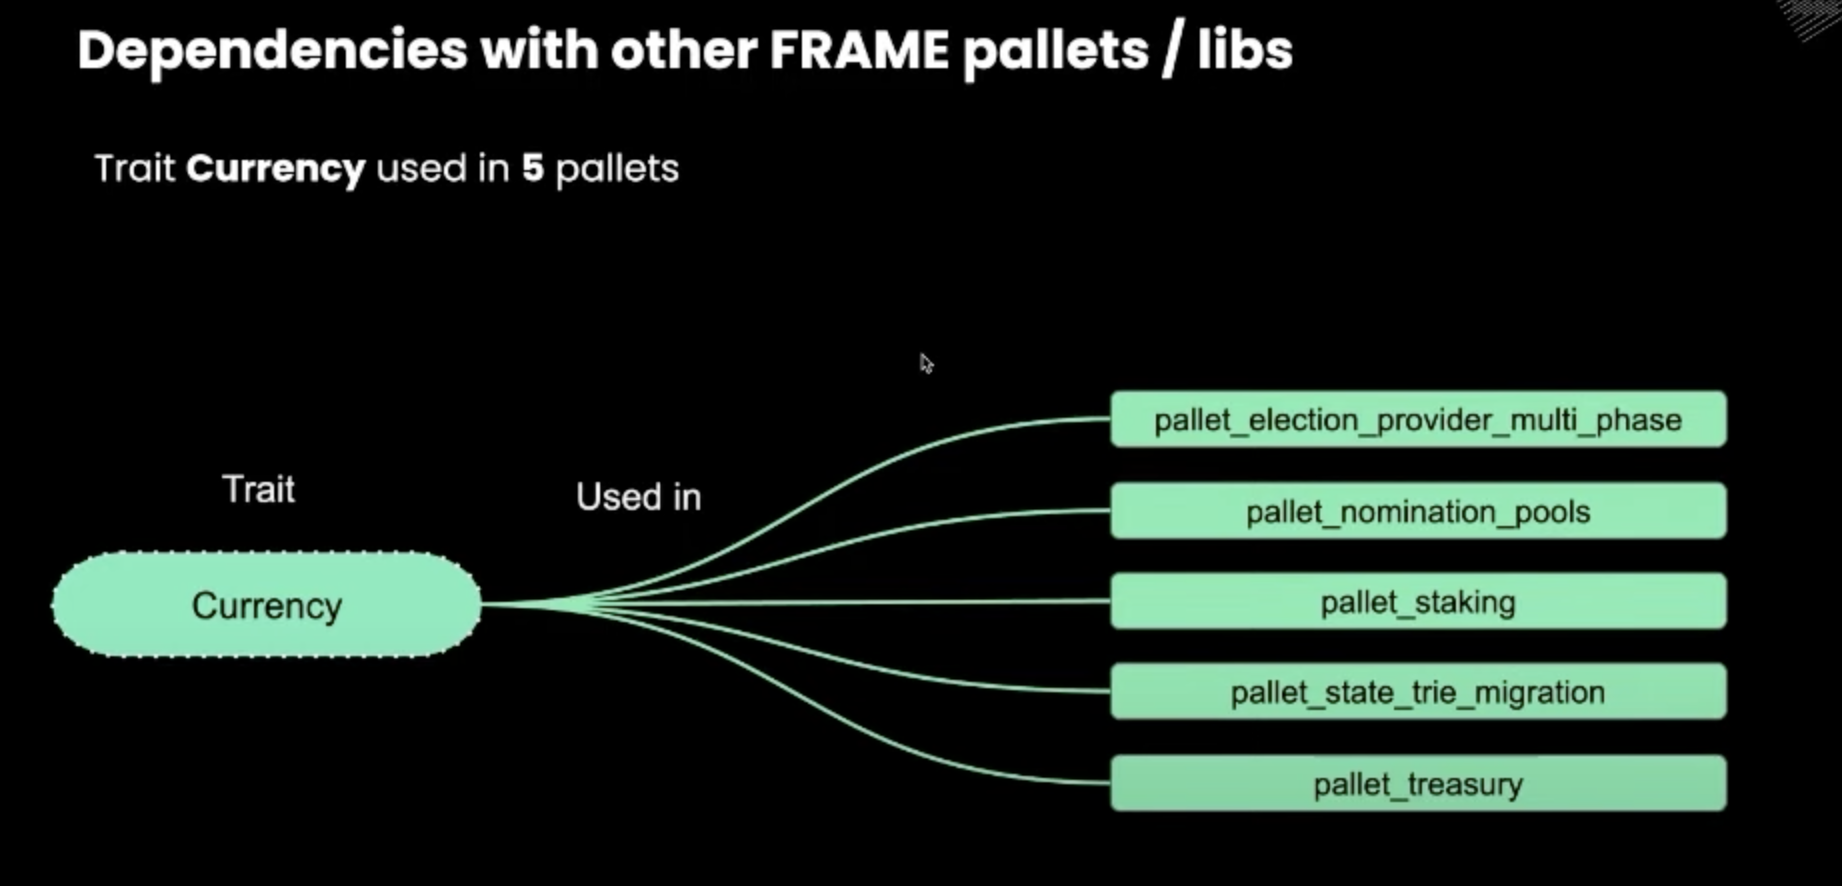 Dependencies with other FRAME pallets / libs
Trait Currency used in 5 pallets
Trait
Used in
Currency
pallet_election_provider_multi_phase
pallet_nomination_pools
pallet_staking
pallet_state_trie_migration
pallet_treasury